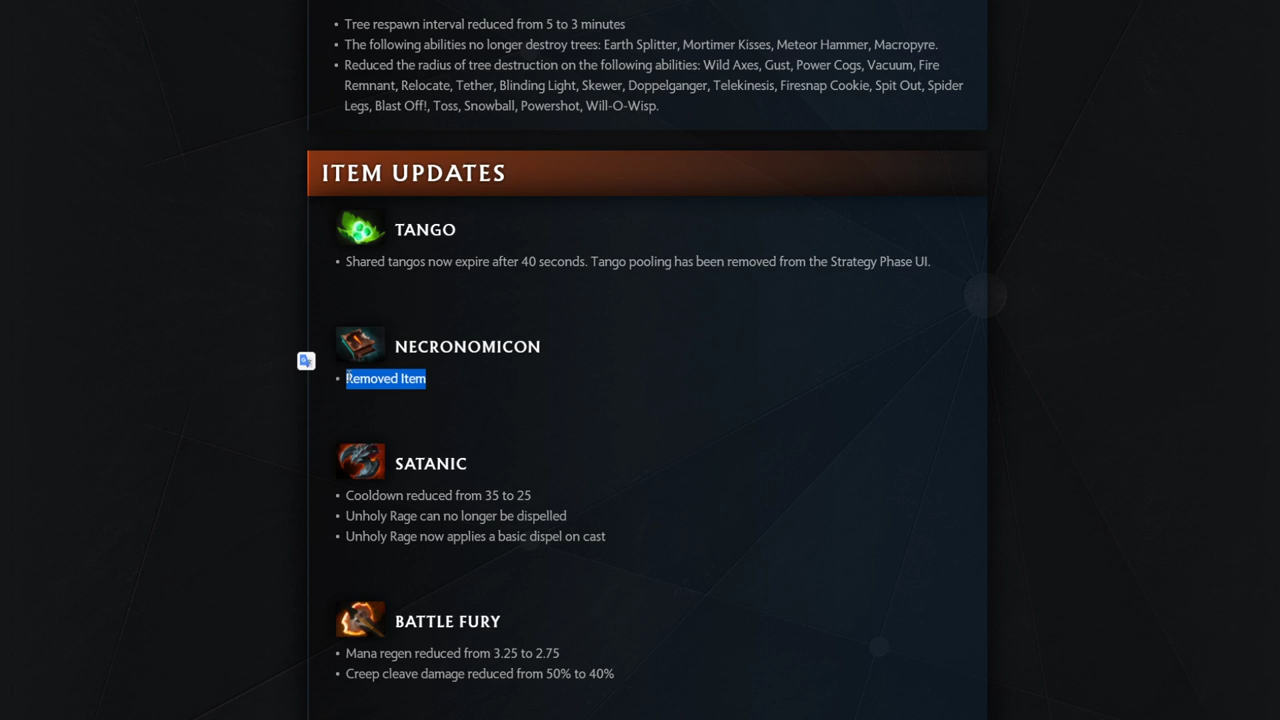 • Tree respawn interval reduced from 5 to 3 minutes
• The following abilities no longer destroy trees: Earth Splitter, Mortimer Kisses, Meteor Hammer, Macropyre.
• Reduced the radius of tree destruction on the following abilities: Wild Axes, Gust, Power Cogs, Vacuum, Fire
Remnant, Relocate, Tether, Blinding Light, Skewer, Doppelganger, Telekinesis, Firesnap Cookie, Spit Out, Spider
Legs, Blast Off!, Toss, Snowball, Powershot, Will-O-Wisp.
ITEM UPDATES
TANGO
• Shared tangos now expire after 40 seconds. Tango pooling has been removed from the Strategy Phase UI.
NECRONOMICON
• Removed Item
SATANIC
• Cooldown reduced from 35 to 25
• Unholy Rage can no longer be dispelled
• Unholy Rage now applies a basic dispel on cast
BATTLE FURY
• Mana regen reduced from 3.25 to 2.75
• Creep cleave damage reduced from 50% to 40%